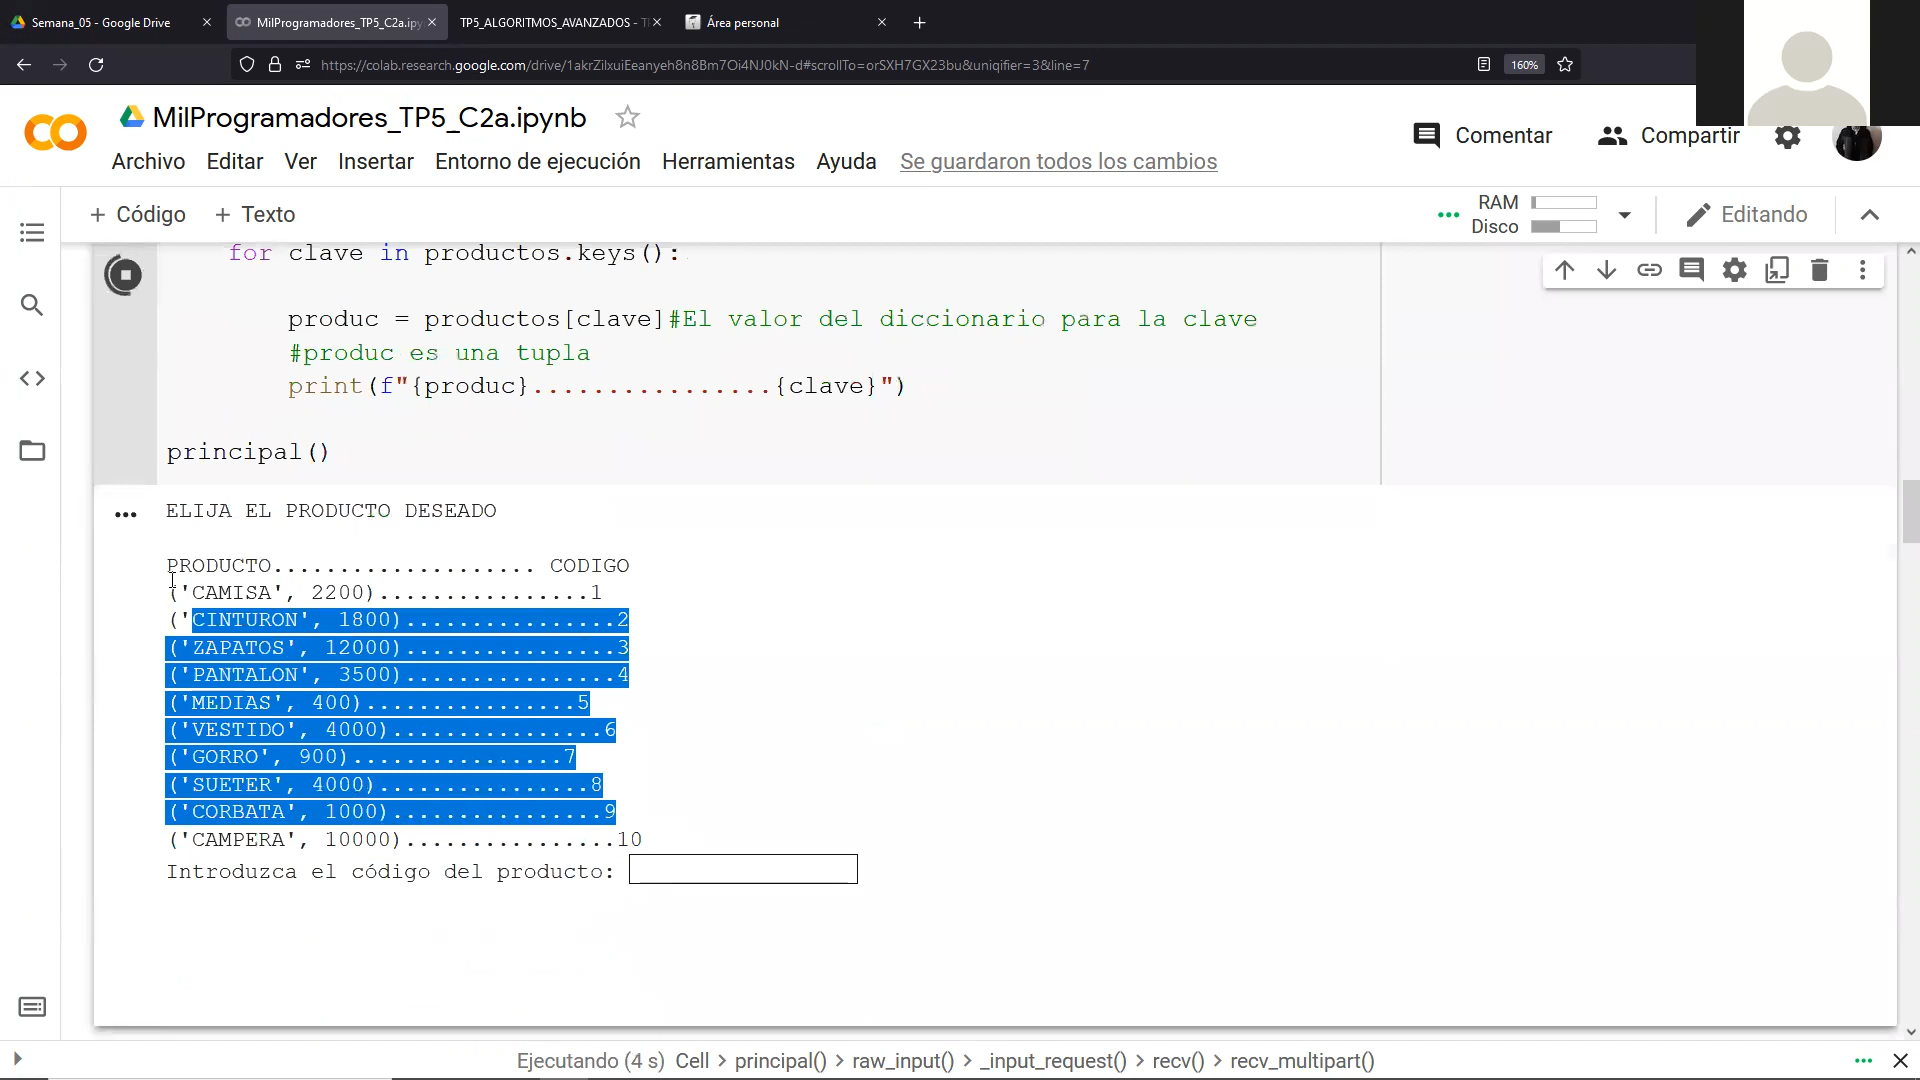 Semana_05 - Google Drive
MilProgramadores_TP5_C2a.ipy
TP5_ALGORITMOS_AVANZADOS - T
Área personal
https://colab.research.google.com/drive/1akrZilxuiEeanyeh8n8Bm7Oi4NJ0kN-d#scrollTo=orSXH7GX23bu&uniqifier=3&line=7
160%
MilProgramadores_TP5_C2a.ipynb
Comentar
Compartir
Archivo Editar Ver Insertar Entorno de ejecución Herramientas Ayuda Se guardaron todos los cambios
+ Código + Texto
RAM
Disco
Editando
for clave in productos.keys():
produc = productos[clave]#El valor del diccionario para la clave
#produc es una tupla
print(f"{produc}................{clave}")
principal()
ELIJA EL PRODUCTO DESEADO
PRODUCTO.................... CODIGO
('CAMISA', 2200)................1
('CINTURON', 1800)................2
('ZAPATOS', 12000)................3
('PANTALON', 3500)................4
('MEDIAS', 400)................5
('VESTIDO', 4000)................6
('GORRO', 900)................7
('SUETER', 4000)................8
('CORBATA', 1000)................9
('CAMPERA', 10000)................10
Introduzca el código del producto:
Ejecutando (4 s) Cell > principal() > raw_input() > _input_request() > recv() > recv_multipart()